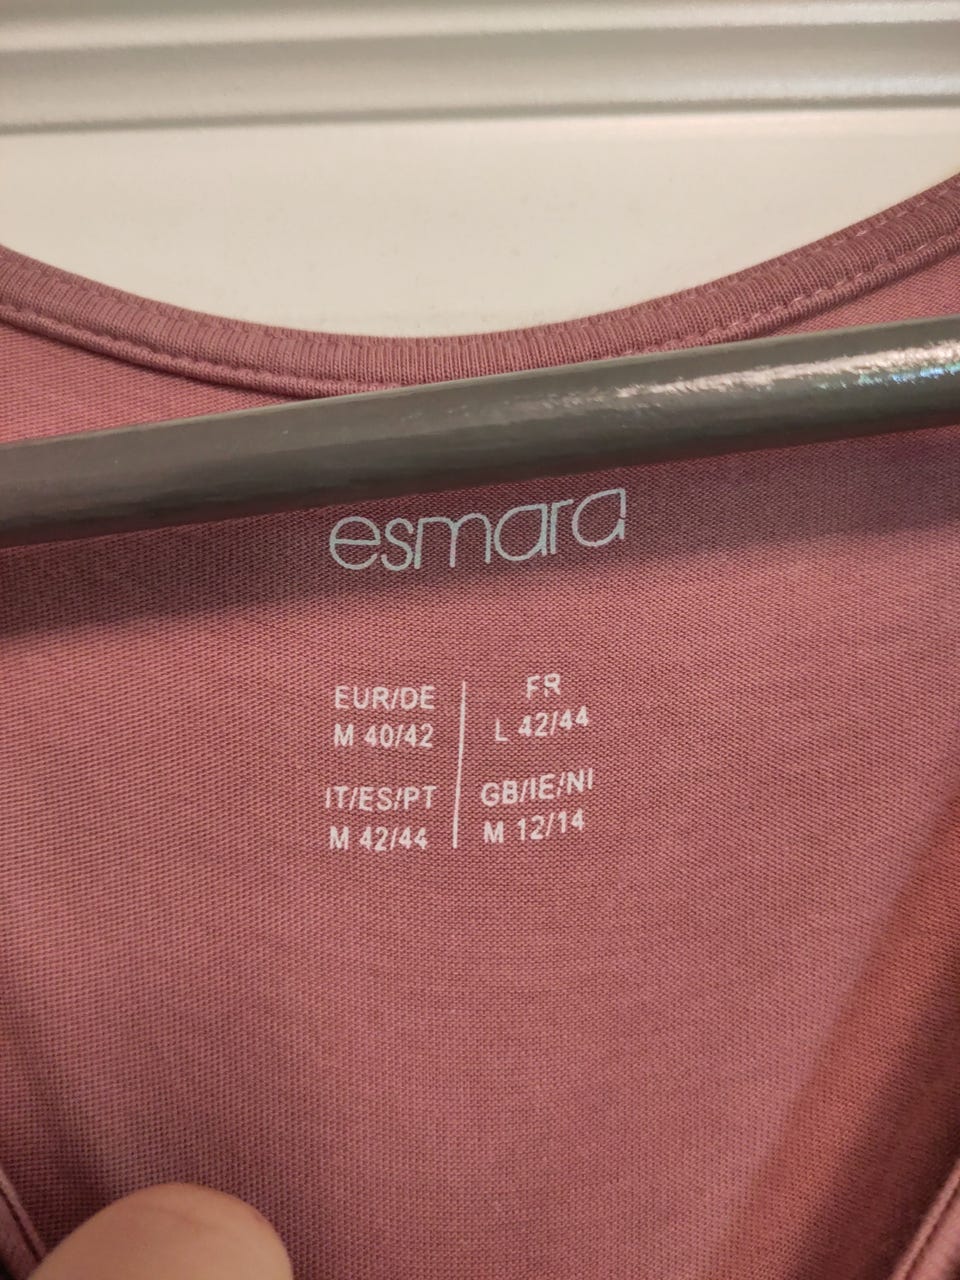 esmara
EUR/DE
M 40/42
FR
L 42/44
IT/ES/PT
M 42/44
GB/IE/NI
M 12/14